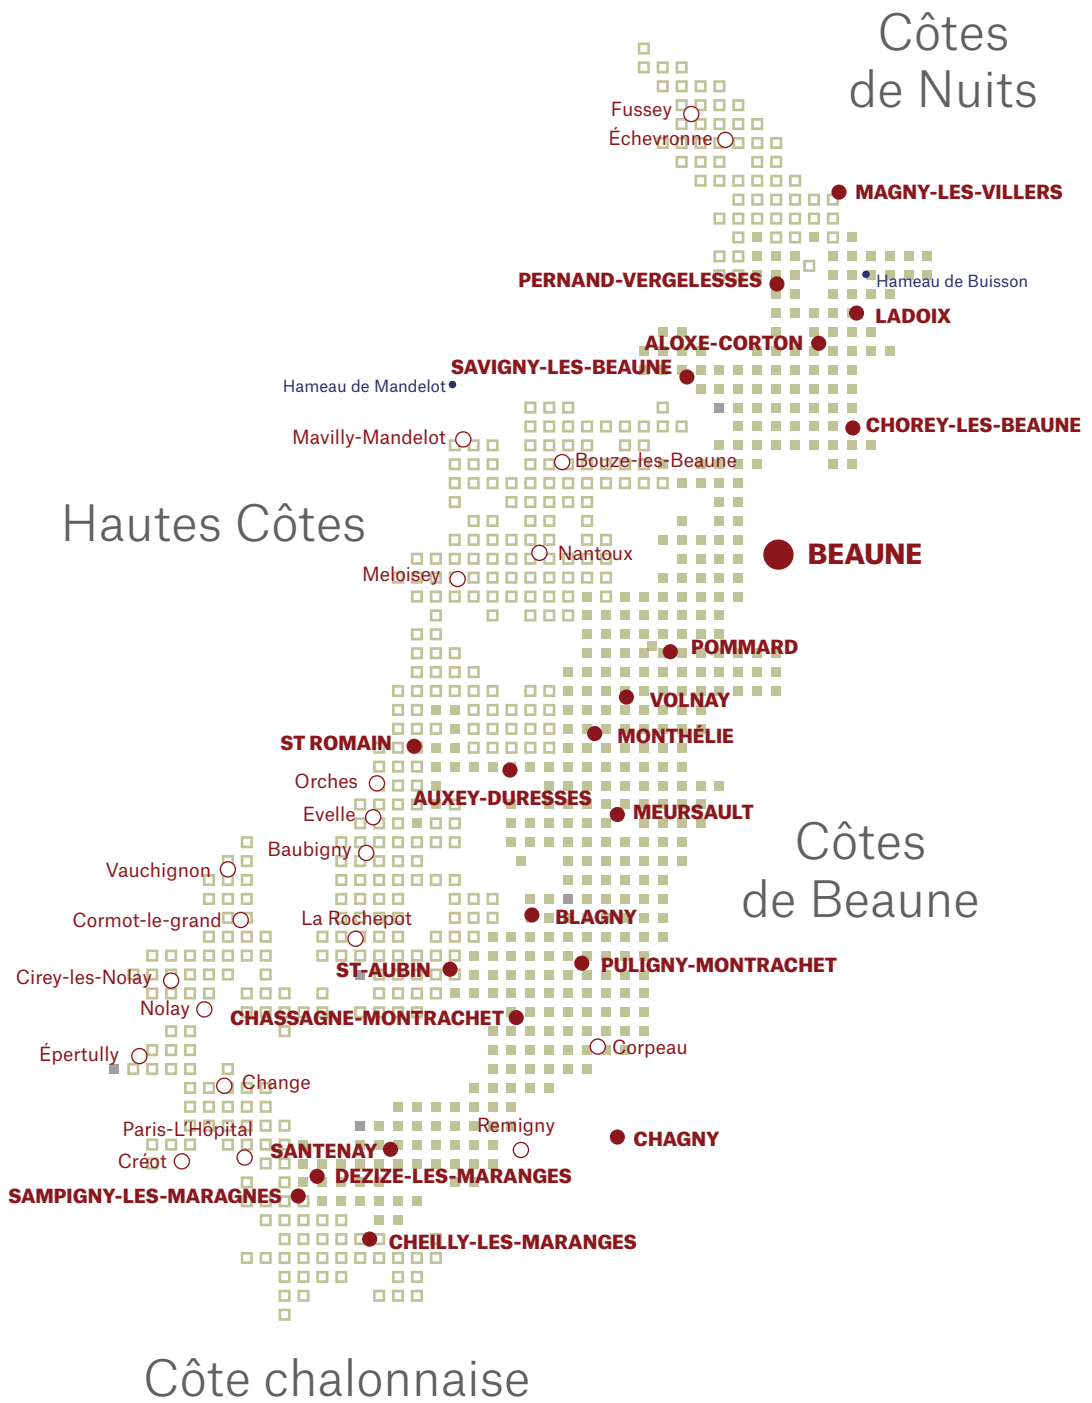 Côtes
de Nuits
Fussey
Échevronne
MAGNY-LES-VILLERS
PERNAND-VERGELESSES
Hameau de Buisson
LADOIX
ALOXE-CORTON
SAVIGNY-LES-BEAUNE
Hameau de Mandelot
CHOREY-LES-BEAUNE
Mavilly-Mandelot
Bouze-les-Beaune
Hautes Côtes
Nantoux
BEAUNE
Meloisey
POMMARD
VOLNAY
MONTHÉLIE
ST ROMAIN
Orches
AUXEY-DURESSES
Evelle
MEURSAULT
Baubigny
Côtes
de Beaune
Vauchignon
Cormot-le-grand
La Rochepot
BLAGNY
Cirey-les-Nolay
ST-AUBIN
PULIGNY-MONTRACHET
Nolay
CHASSAGNE-MONTRACHET
Corpeau
Épertully
Change
Paris-L'Hôpital
Remigny
CHAGNY
Créot
SANTENAY
DEZIZE-LES-MARANGES
SAMPIGNY-LES-MARAGNES
CHEILLY-LES-MARANGES
Côte chalonnaise